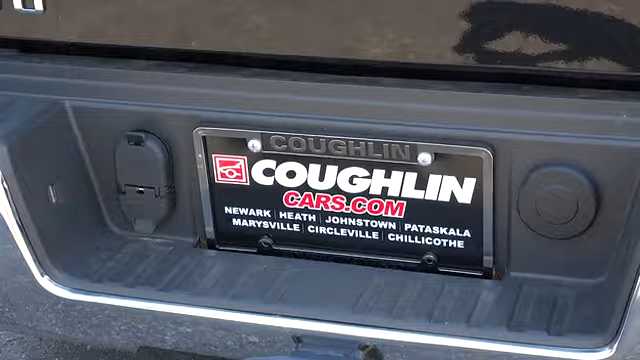 COUGHLIN
COUGHLIN
CARS.COM
NEWARK | HEATH | JOHNSTOWN | PATASKALA
MARYSVILLE | CIRCLEVILLE | CHILLICOTHE